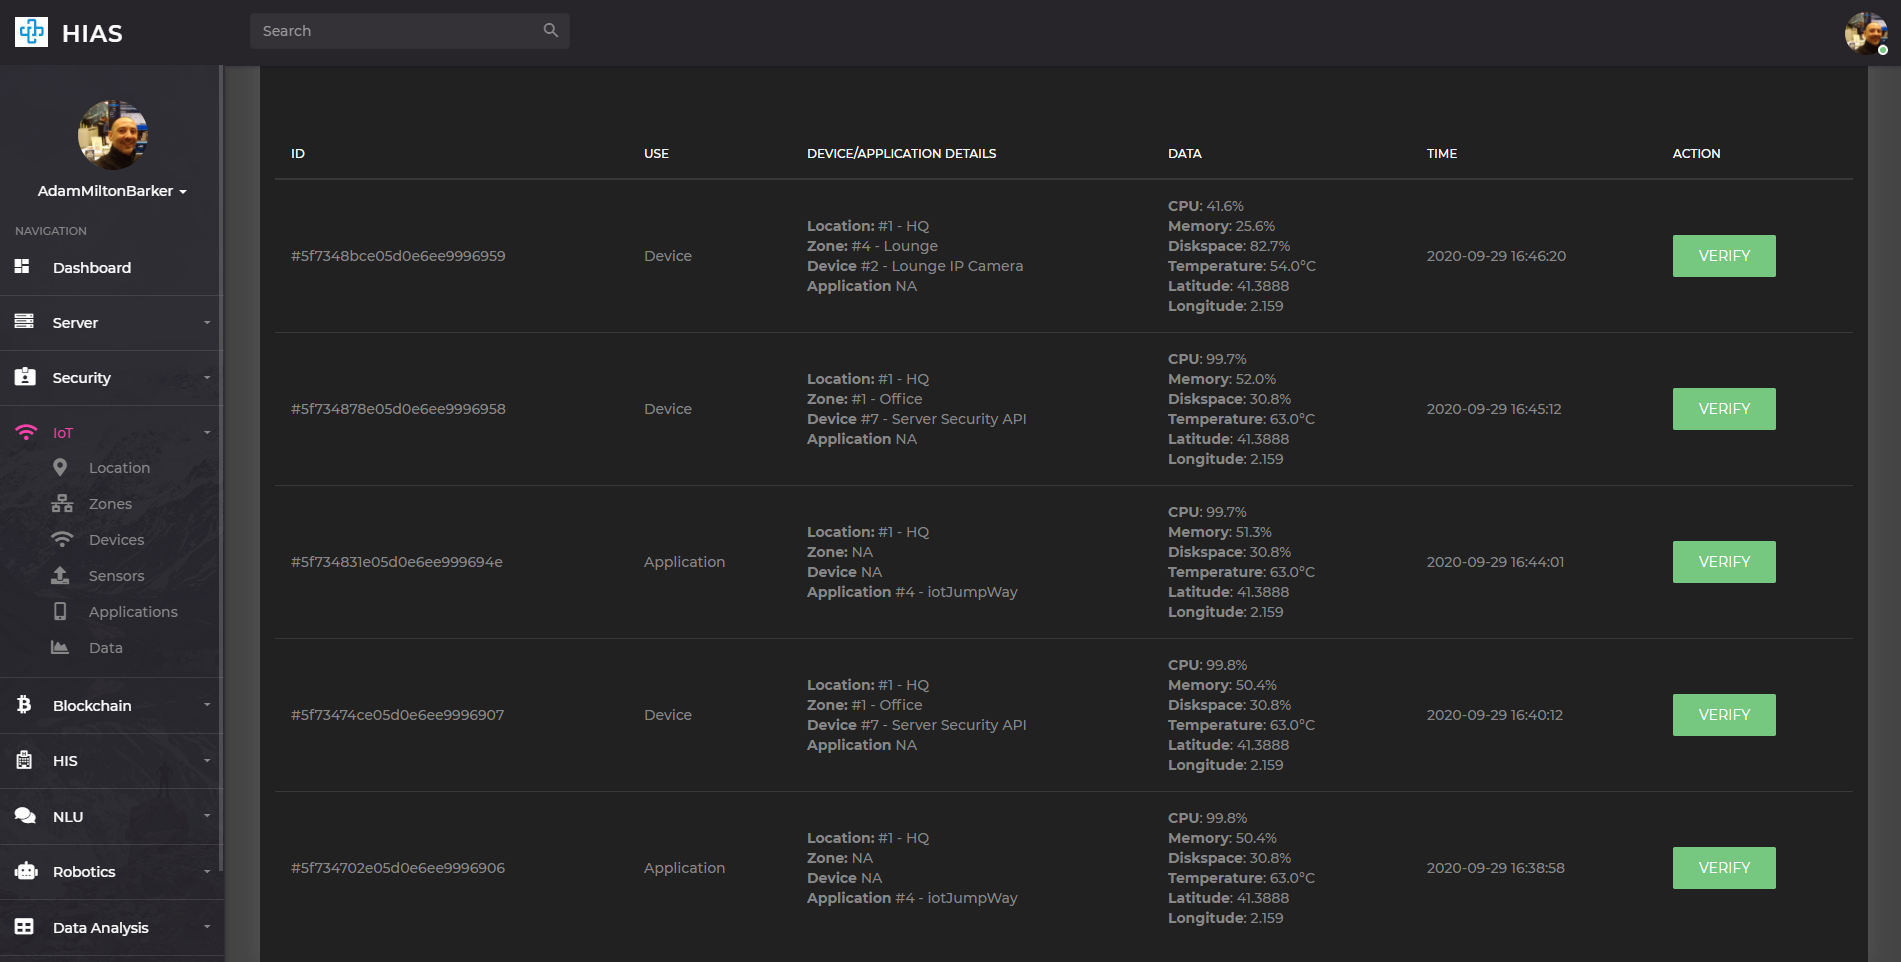 HIAS
Search
AdamMiltonBarker
NAVIGATION
Dashboard
Server
Security
IoT
Location
Zones
Devices
Sensors
Applications
Data
Blockchain
HIS
NLU
Robotics
Data Analysis
ID USE DEVICE/APPLICATION DETAILS DATA TIME ACTION
#5f7348bce05d0e6ee9996959
Device
Location: #1 - HQ
Zone: #4 - Lounge
Device #2 - Lounge IP Camera
Application NA
CPU: 41.6%
Memory: 25.6%
Diskspace: 82.7%
Temperature: 54.0°C
Latitude: 41.3888
Longitude: 2.159
2020-09-29 16:46:20
VERIFY
#5f734878e05d0e6ee9996958
Device
Location: #1 - HQ
Zone: #1 - Office
Device #7 - Server Security API
Application NA
CPU: 99.7%
Memory: 52.0%
Diskspace: 30.8%
Temperature: 63.0°C
Latitude: 41.3888
Longitude: 2.159
2020-09-29 16:45:12
VERIFY
#5f734831e05d0e6ee999694e
Application
Location: #1 - HQ
Zone: NA
Device NA
Application #4 - iotJumpWay
CPU: 99.7%
Memory: 51.3%
Diskspace: 30.8%
Temperature: 63.0°C
Latitude: 41.3888
Longitude: 2.159
2020-09-29 16:44:01
VERIFY
#5f73474ce05d0e6ee9996907
Device
Location: #1 - HQ
Zone: #1 - Office
Device #7 - Server Security API
Application NA
CPU: 99.8%
Memory: 50.4%
Diskspace: 30.8%
Temperature: 63.0°C
Latitude: 41.3888
Longitude: 2.159
2020-09-29 16:40:12
VERIFY
#5f734702e05d0e6ee9996906
Application
Location: #1 - HQ
Zone: NA
Device NA
Application #4 - iotJumpWay
CPU: 99.8%
Memory: 50.4%
Diskspace: 30.8%
Temperature: 63.0°C
Latitude: 41.3888
Longitude: 2.159
2020-09-29 16:38:58
VERIFY